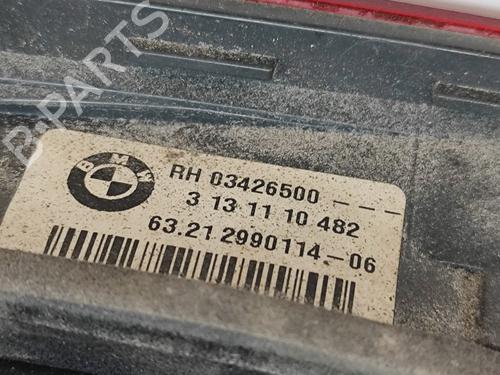 B-PARTS
BMW
RH 03426500 ---
3 13 11 10 482
63.21 2990114-06